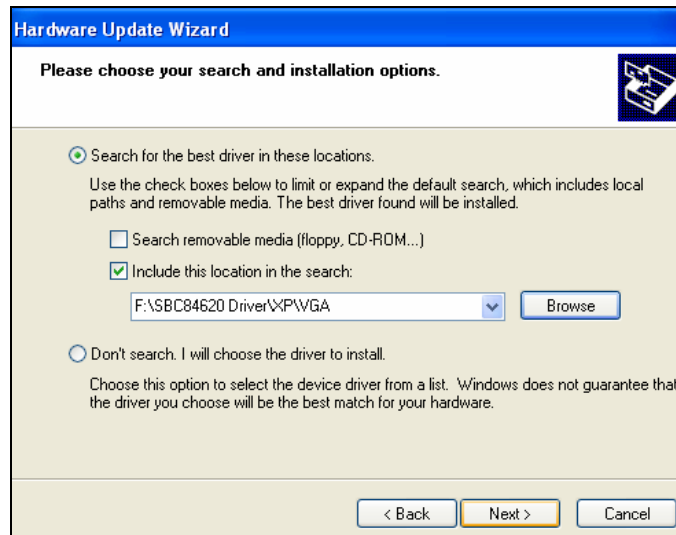 Hardware Update Wizard
Please choose your search and installation options.
Search for the best driver in these locations.
Use the check boxes below to limit or expand the default search, which includes local
paths and removable media. The best driver found will be installed.
Search removable media (floppy, CD-ROM...)
Include this location in the search:
F:\SBC84620 Driver\XP\VGA
Browse
Don't search. I will choose the driver to install.
Choose this option to select the device driver from a list. Windows does not guarantee that
the driver you choose will be the best match for your hardware.
< Back Next > Cancel